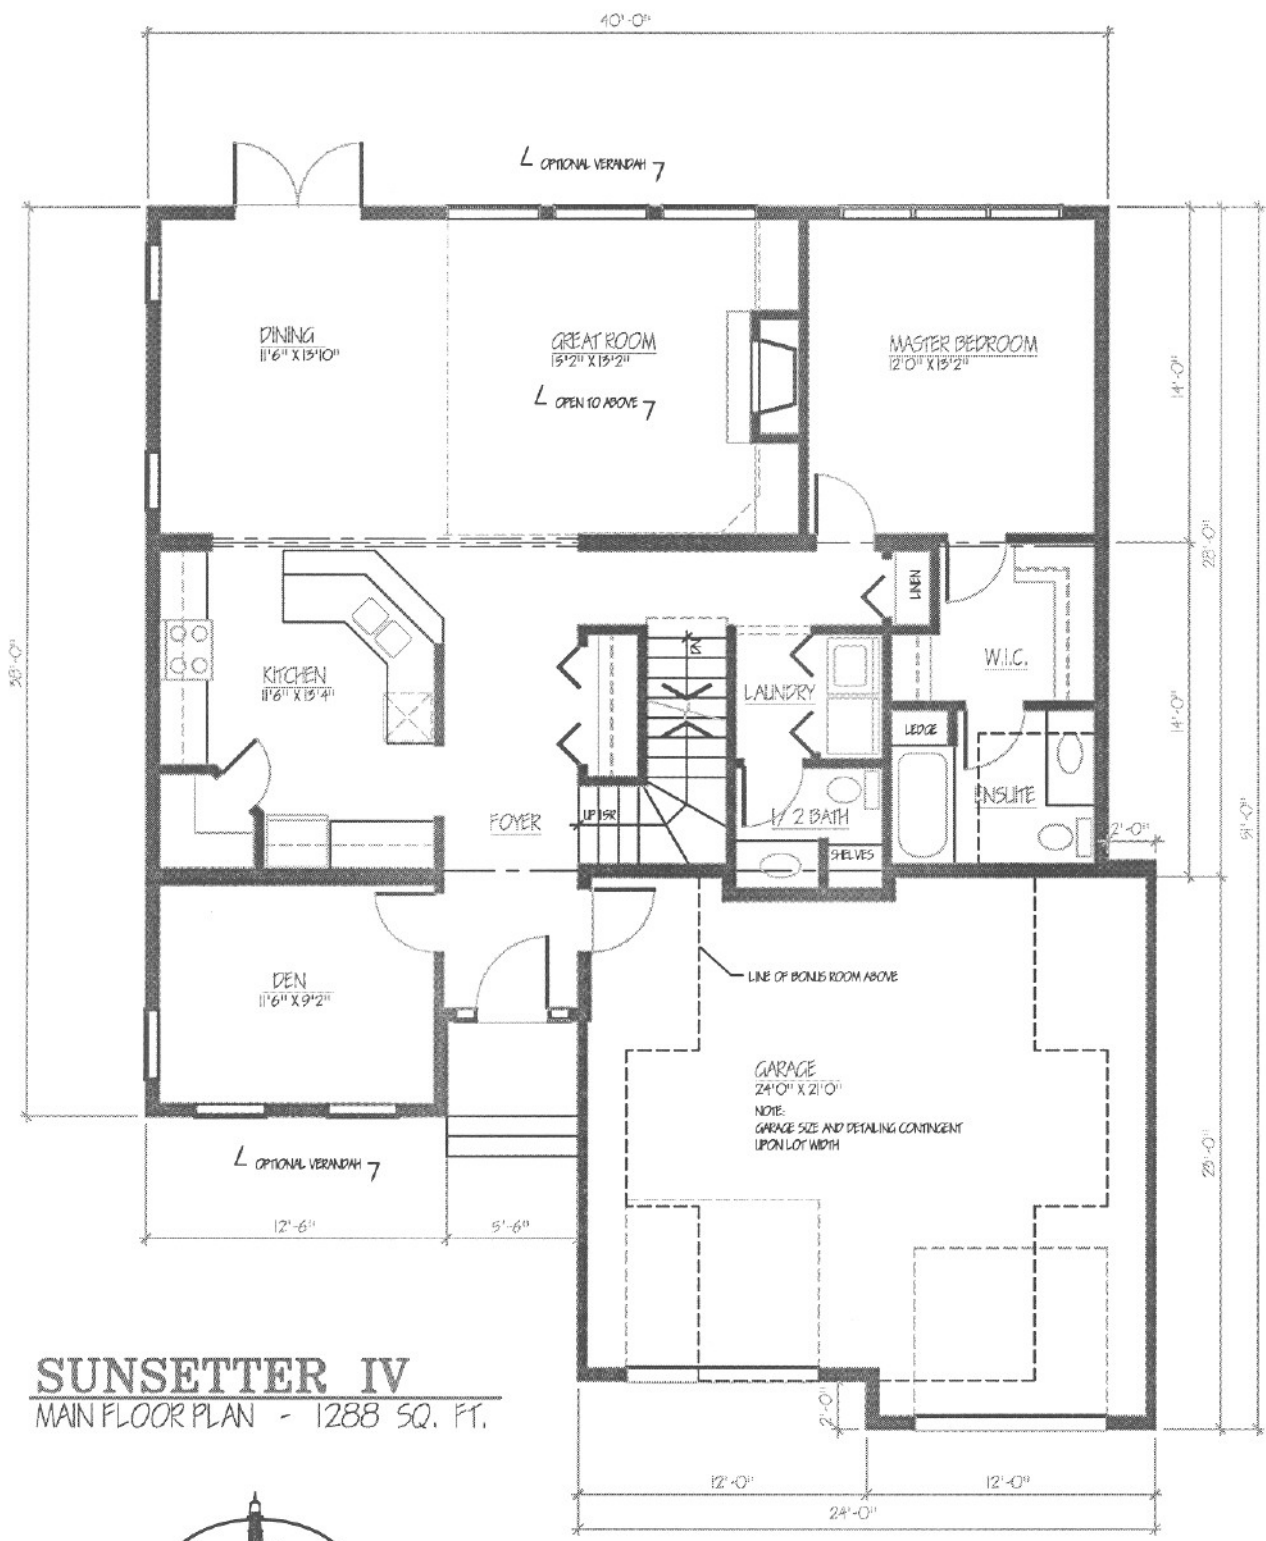 40'-0"
OPTIONAL VERANDAH
DINING
11'6" X 13'10"
GREAT ROOM
15'2" X 13'2"
OPEN TO ABOVE
MASTER BEDROOM
12'0" X 13'2"
14'-0"
28'-0"
38'-0"
LINEN
KITCHEN
11'6" X 13'4"
DN
LAUNDRY
W.I.C.
14'-0"
LEDGE
ENSUITE
FOYER
UP 15R
1/2 BATH
SHELVES
2'-0"
51'-0"
DEN
11'6" X 9'2"
LINE OF BONUS ROOM ABOVE
GARAGE
24'0" X 21'0"
NOTE:
GARAGE SIZE AND DETAILING CONTINGENT
UPON LOT WIDTH
23'-0"
OPTIONAL VERANDAH
12'-6"
5'-6"
SUNSETTER IV
MAIN FLOOR PLAN - 1288 SQ. FT.
2'-0"
12'-0"
12'-0"
24'-0"